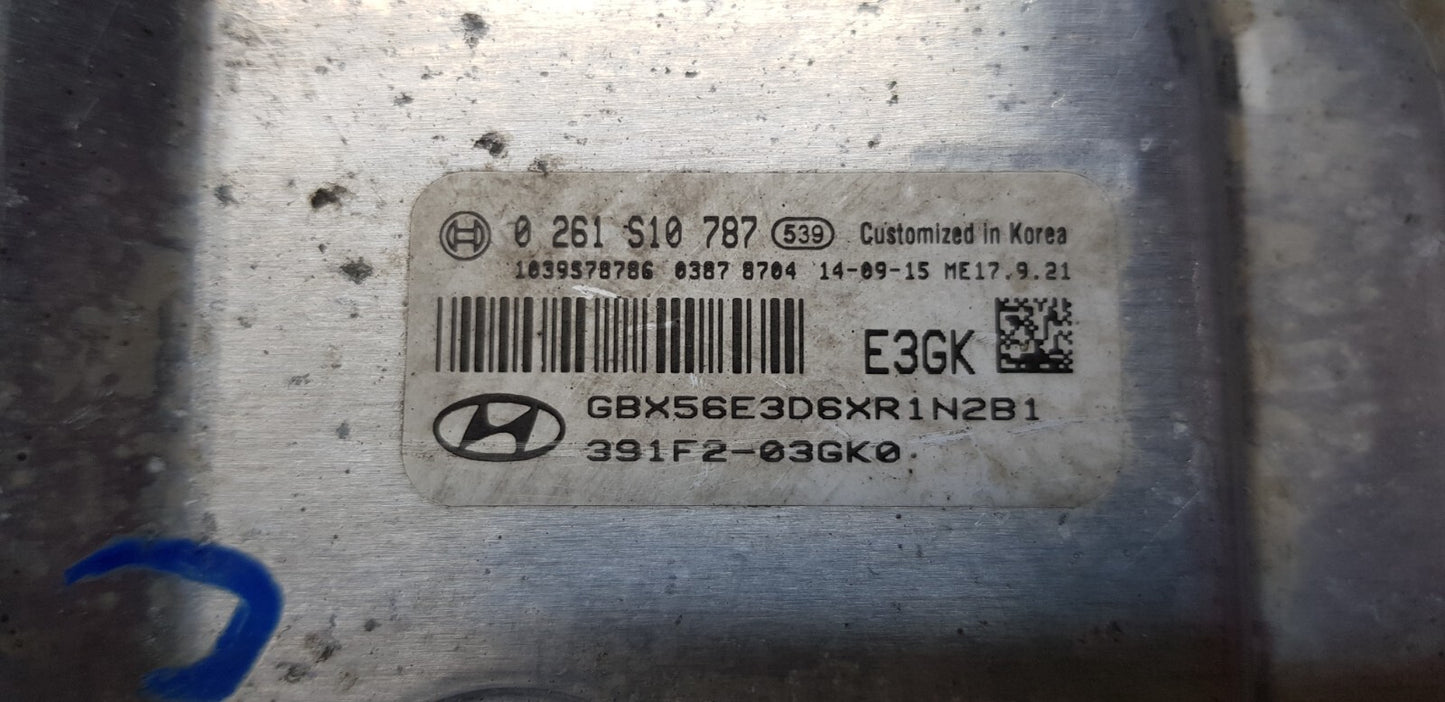 0 261 S10 787 539 Customized in Korea
1039S78786 0387 8704 14-09-15 ME17.9.21
E3GK
GBX56E3D6XR1N2B1
391F2-03GK0